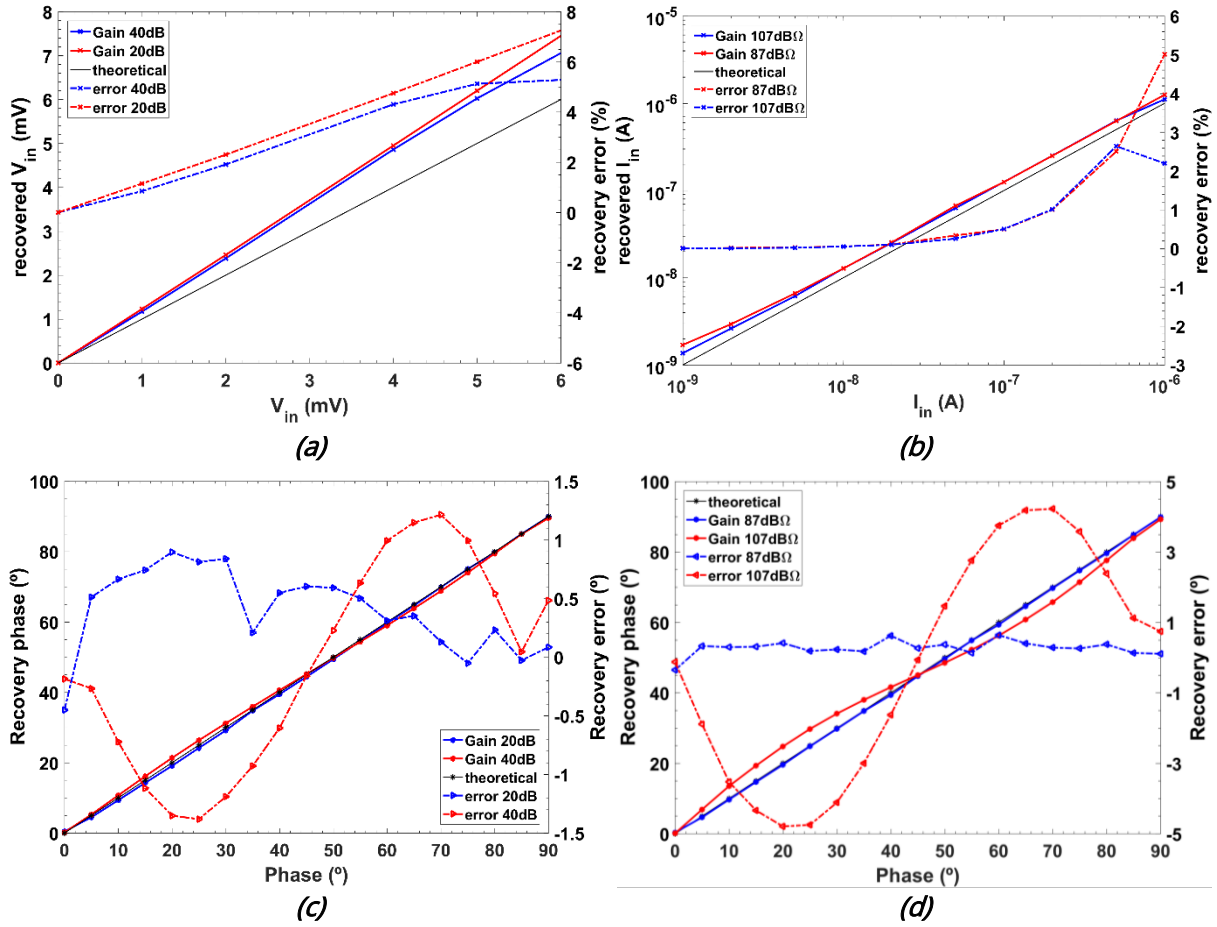 8
7
6
5
4
3
2
1
0
recovered V_in (mV)
Gain 40dB
Gain 20dB
theoretical
error 40dB
error 20dB
8
6
4
2
0
-2
-4
-6
recovery error (%)
0
1
2
3
4
5
6
V_in (mV)
(a)
10^-5
10^-6
10^-7
10^-8
10^-9
recovered I_in (A)
Gain 107dBΩ
Gain 87dBΩ
theoretical
error 87dBΩ
error 107dBΩ
6
5
4
3
2
1
0
-1
-2
-3
recovery error (%)
10^-9
10^-8
10^-7
10^-6
I_in (A)
(b)
100
80
60
40
20
0
Recovery phase (º)
Gain 20dB
Gain 40dB
theoretical
error 20dB
error 40dB
1.5
1
0.5
0
-0.5
-1
-1.5
Recovery error (º)
0
10
20
30
40
50
60
70
80
90
Phase (º)
(c)
100
80
60
40
20
0
Recovery phase (º)
theoretical
Gain 87dBΩ
Gain 107dBΩ
error 87dBΩ
error 107dBΩ
5
3
1
-1
-3
-5
Recovery error (º)
0
10
20
30
40
50
60
70
80
90
Phase (º)
(d)